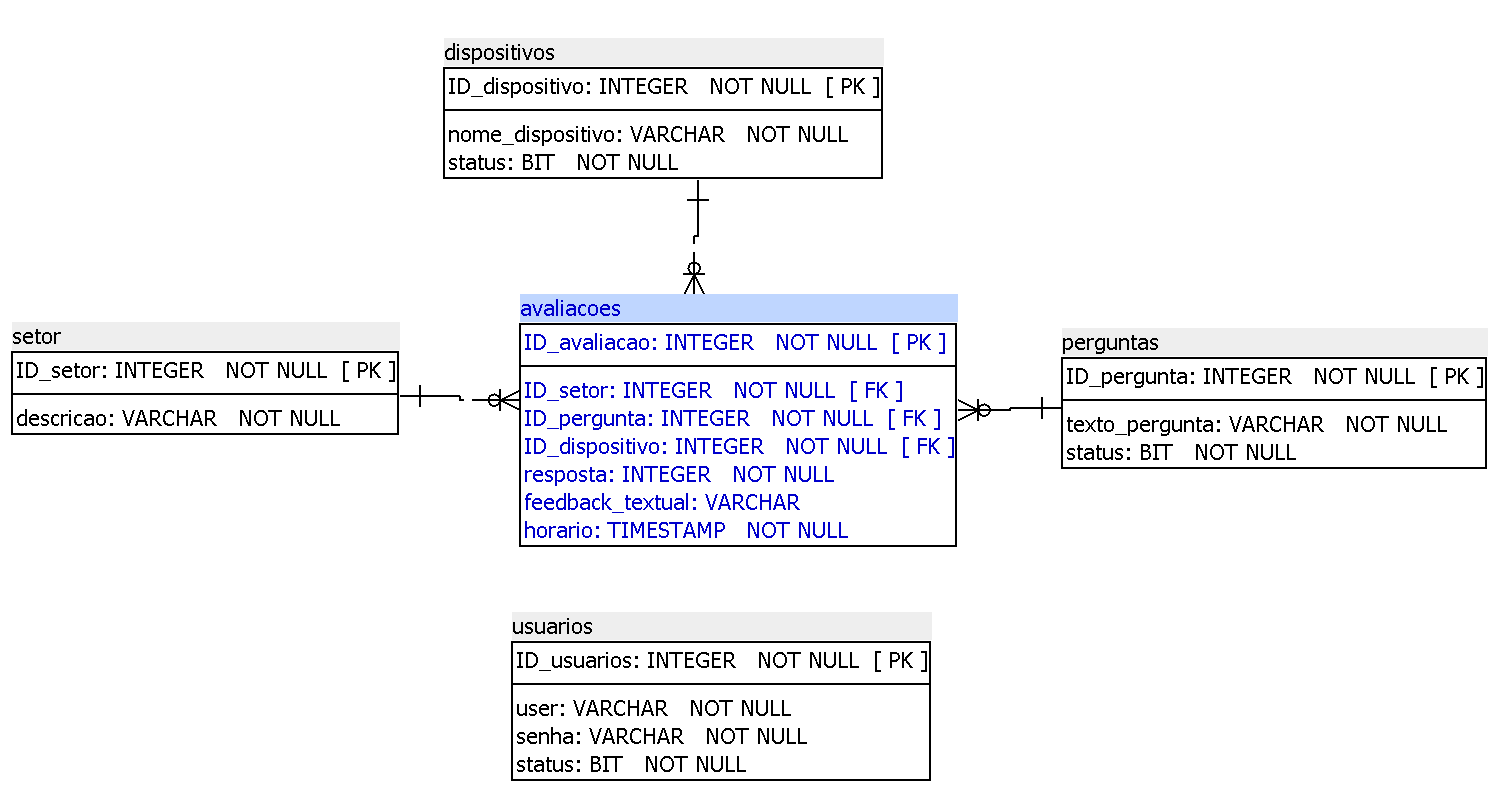 dispositivos
ID_dispositivo: INTEGER NOT NULL [ PK ]
nome_dispositivo: VARCHAR NOT NULL
status: BIT NOT NULL
setor
ID_setor: INTEGER NOT NULL [ PK ]
descricao: VARCHAR NOT NULL
avaliacoes
ID_avaliacao: INTEGER NOT NULL [ PK ]
ID_setor: INTEGER NOT NULL [ FK ]
ID_pergunta: INTEGER NOT NULL [ FK ]
ID_dispositivo: INTEGER NOT NULL [ FK ]
resposta: INTEGER NOT NULL
feedback_textual: VARCHAR
horario: TIMESTAMP NOT NULL
perguntas
ID_pergunta: INTEGER NOT NULL [ PK ]
texto_pergunta: VARCHAR NOT NULL
status: BIT NOT NULL
usuarios
ID_usuarios: INTEGER NOT NULL [ PK ]
user: VARCHAR NOT NULL
senha: VARCHAR NOT NULL
status: BIT NOT NULL